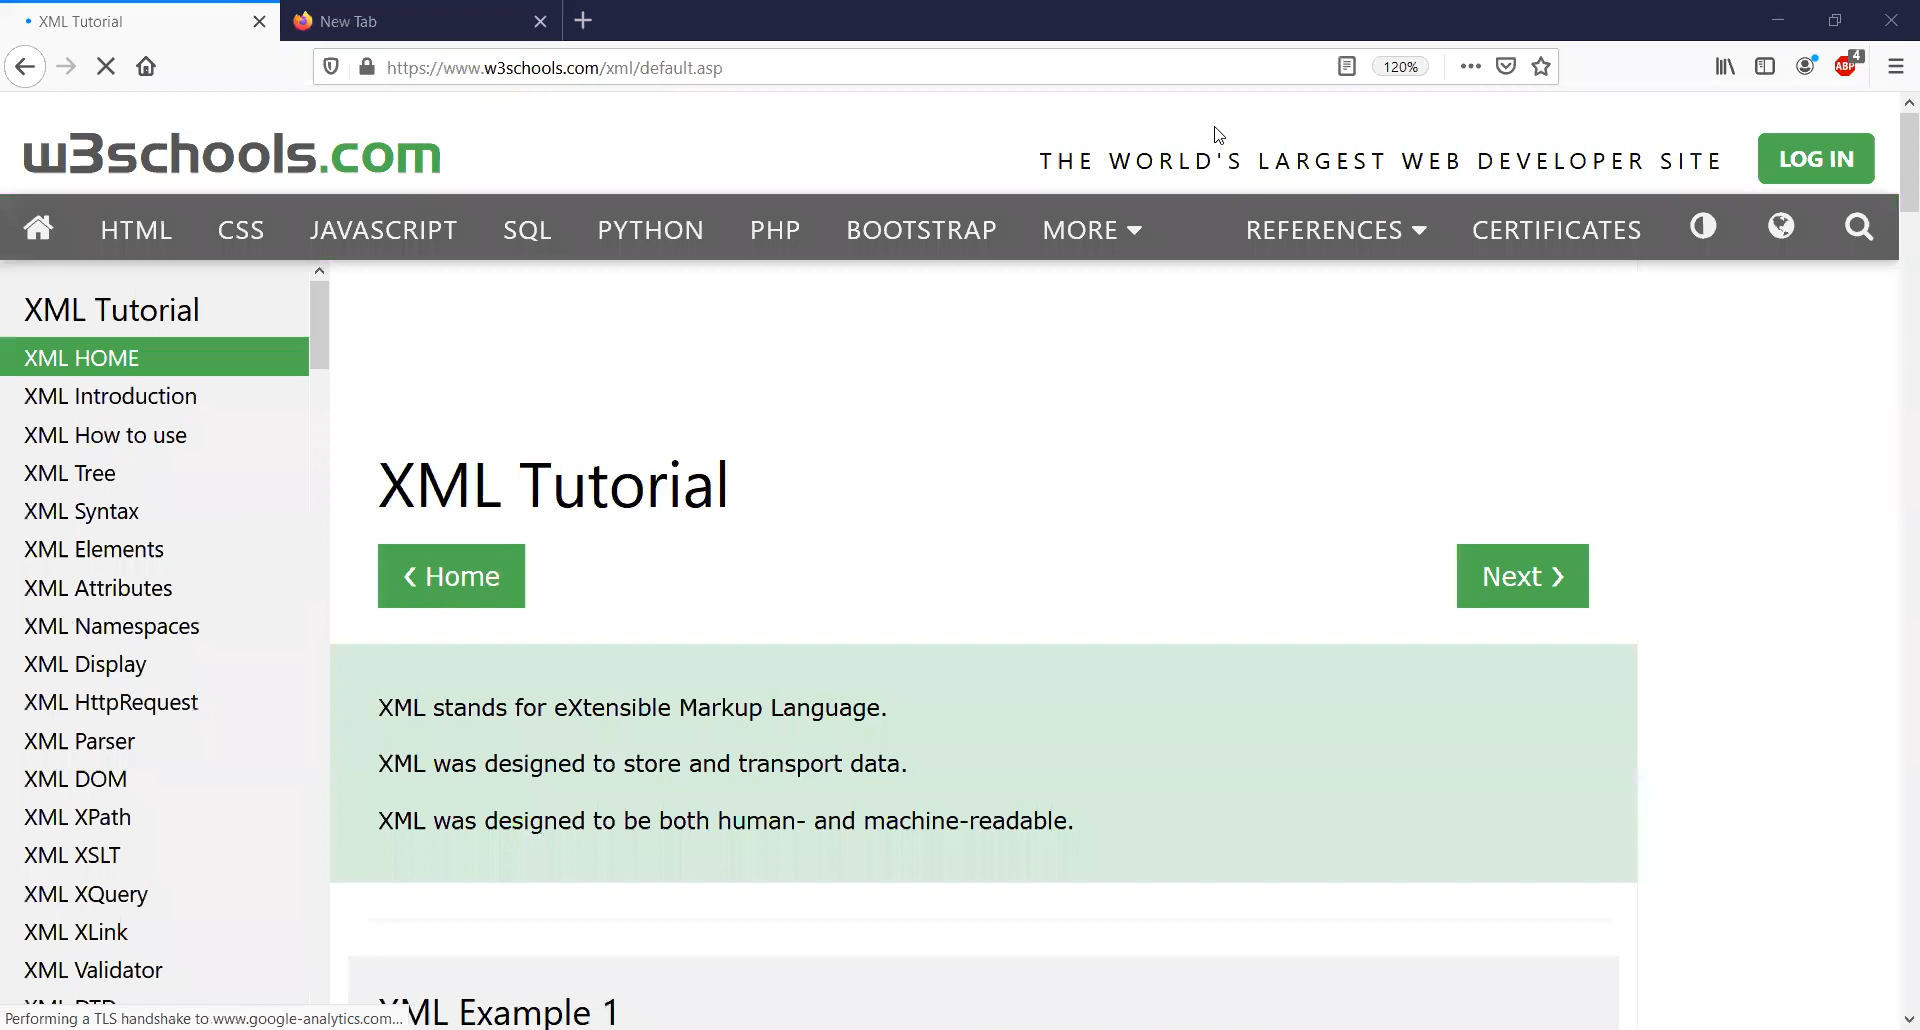 XML Tutorial
New Tab
https://www.w3schools.com/xml/default.asp
120%
ABP
4
w3schools.com
THE WORLD'S LARGEST WEB DEVELOPER SITE
LOG IN
HTML CSS JAVASCRIPT SQL PYTHON PHP BOOTSTRAP MORE REFERENCES CERTIFICATES
XML Tutorial
XML HOME
XML Introduction
XML How to use
XML Tree
XML Syntax
XML Elements
XML Attributes
XML Namespaces
XML Display
XML HttpRequest
XML Parser
XML DOM
XML XPath
XML XSLT
XML XQuery
XML XLink
XML Validator
XML DTD
XML Tutorial
❮ Home
Next ❯
XML stands for eXtensible Markup Language.
XML was designed to store and transport data.
XML was designed to be both human- and machine-readable.
XML Example 1
Performing a TLS handshake to www.google-analytics.com...